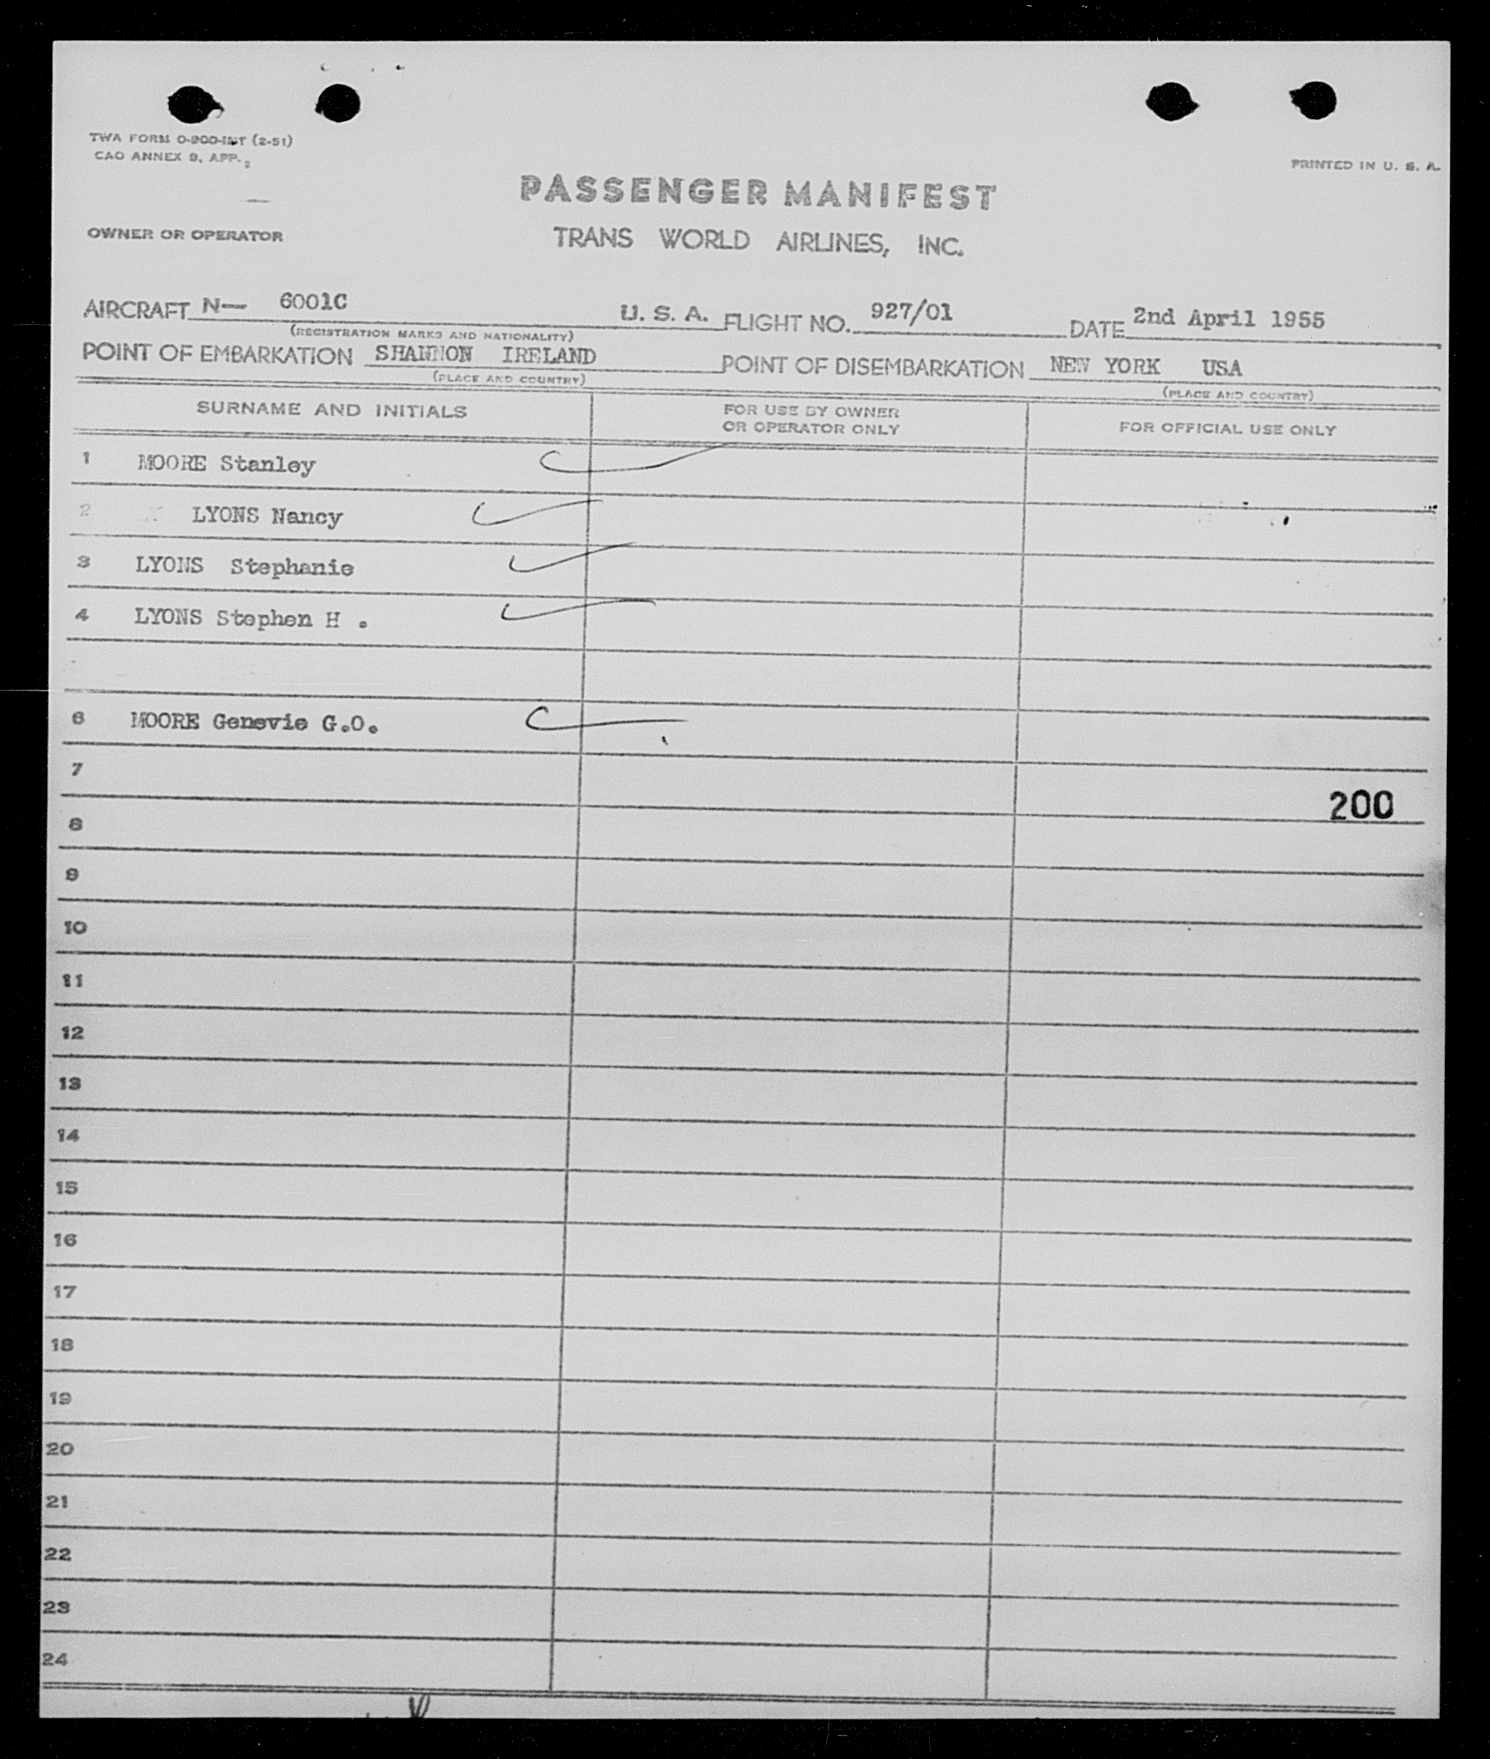 TWA FORM O-900-INT (2-51)
CAO ANNEX 9, APP. 2
PRINTED IN U. S. A.
PASSENGER MANIFEST
OWNER OR OPERATOR
TRANS WORLD AIRLINES, INC.
AIRCRAFT N— 6001C U. S. A. FLIGHT NO. 927/01 DATE 2nd April 1955
(REGISTRATION MARKS AND NATIONALITY)
POINT OF EMBARKATION SHANNON IRELAND POINT OF DISEMBARKATION NEW YORK USA
(PLACE AND COUNTRY) (PLACE AND COUNTRY)
SURNAME AND INITIALS FOR USE BY OWNER OR OPERATOR ONLY FOR OFFICIAL USE ONLY
1 MOORE Stanley
2 LYONS Nancy
3 LYONS Stephanie
4 LYONS Stephen H .
6 MOORE Genevie G.O.
7
200
8
9
10
11
12
13
14
15
16
17
18
19
20
21
22
23
24